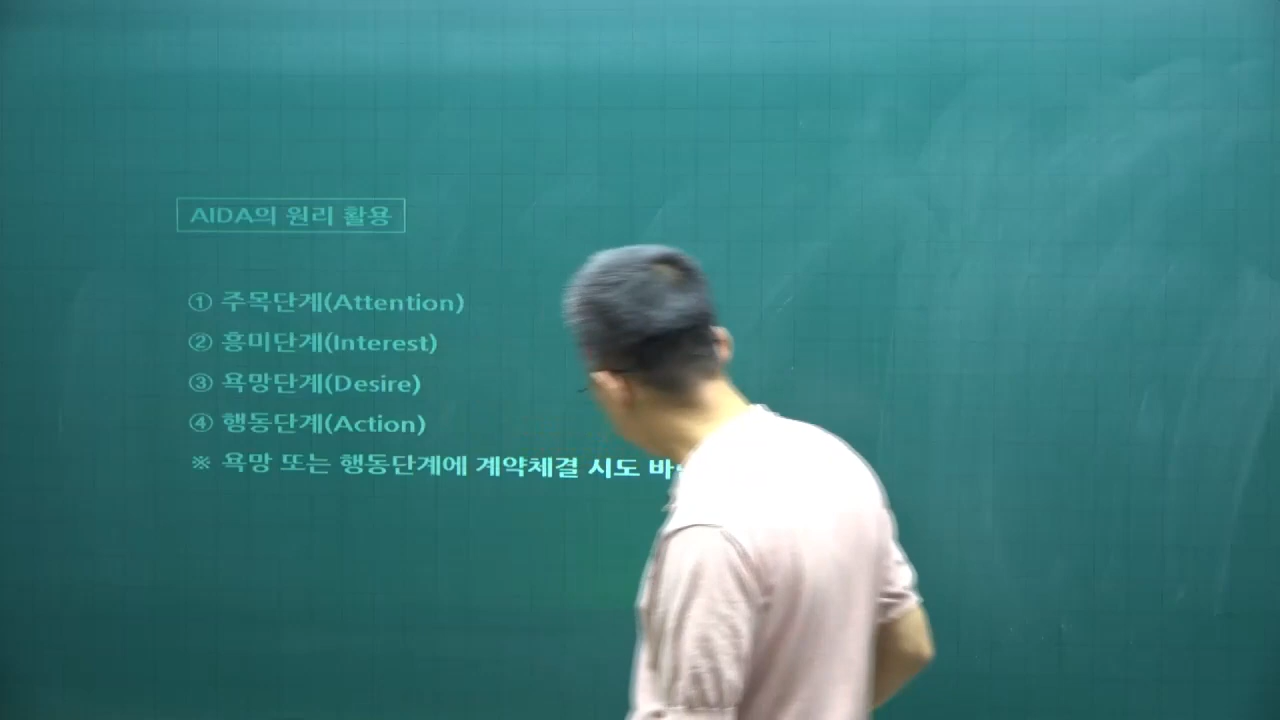 AIDA의 원리 활용
① 주목단계(Attention)
② 흥미단계(Interest)
③ 욕망단계(Desire)
④ 행동단계(Action)
※ 욕망 또는 행동단계에 계약체결 시도